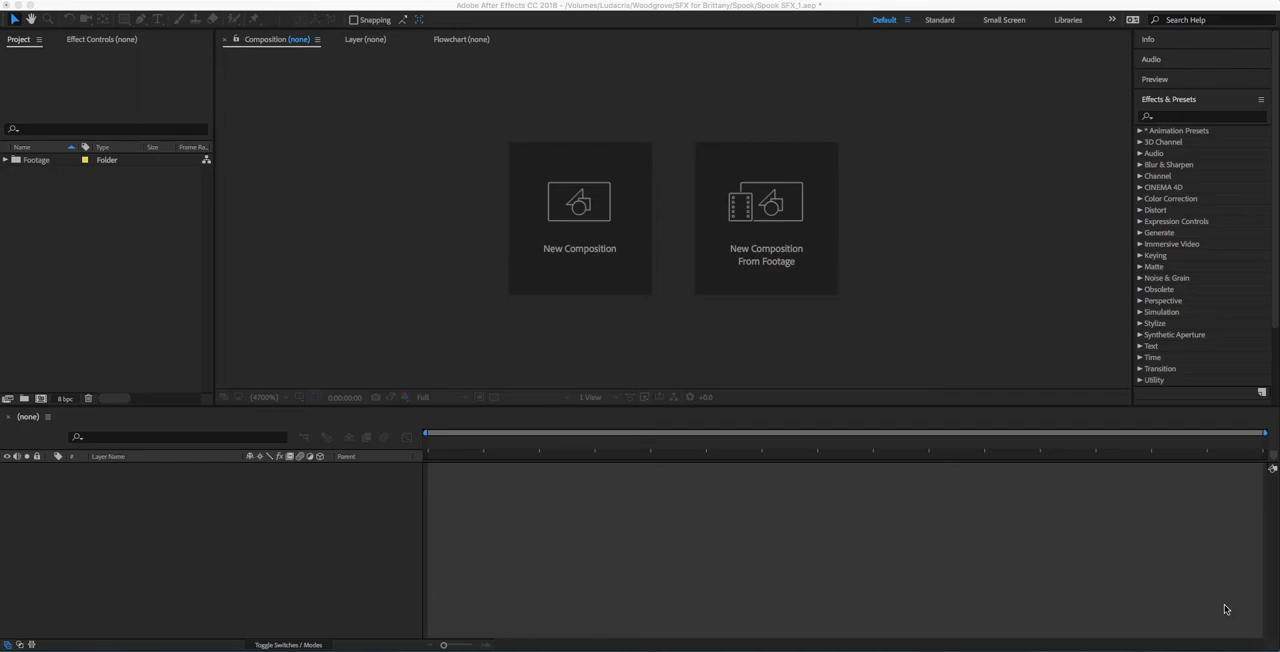 Adobe After Effects CC 2018 - /Volumes/Ludacris/Woodgrove/SFX for Brittany/Spook/Spook SFX_1.aep *
Snapping
Default
Standard
Small Screen
Libraries
Search Help
Project
Effect Controls (none)
Composition (none)
Layer (none)
Flowchart (none)
Info
Audio
Preview
Effects & Presets
Name
Type
Size
Frame Ra..
Footage
Folder
* Animation Presets
3D Channel
Audio
Blur & Sharpen
Channel
CINEMA 4D
Color Correction
Distort
Expression Controls
Generate
Immersive Video
Keying
Matte
Noise & Grain
Obsolete
Perspective
Simulation
Stylize
Synthetic Aperture
Text
Time
Transition
Utility
New Composition
New Composition
From Footage
8 bpc
(4700%)
0:00:00:00
Full
1 View
+0.0
(none)
#
Layer Name
fx
Parent
Toggle Switches / Modes